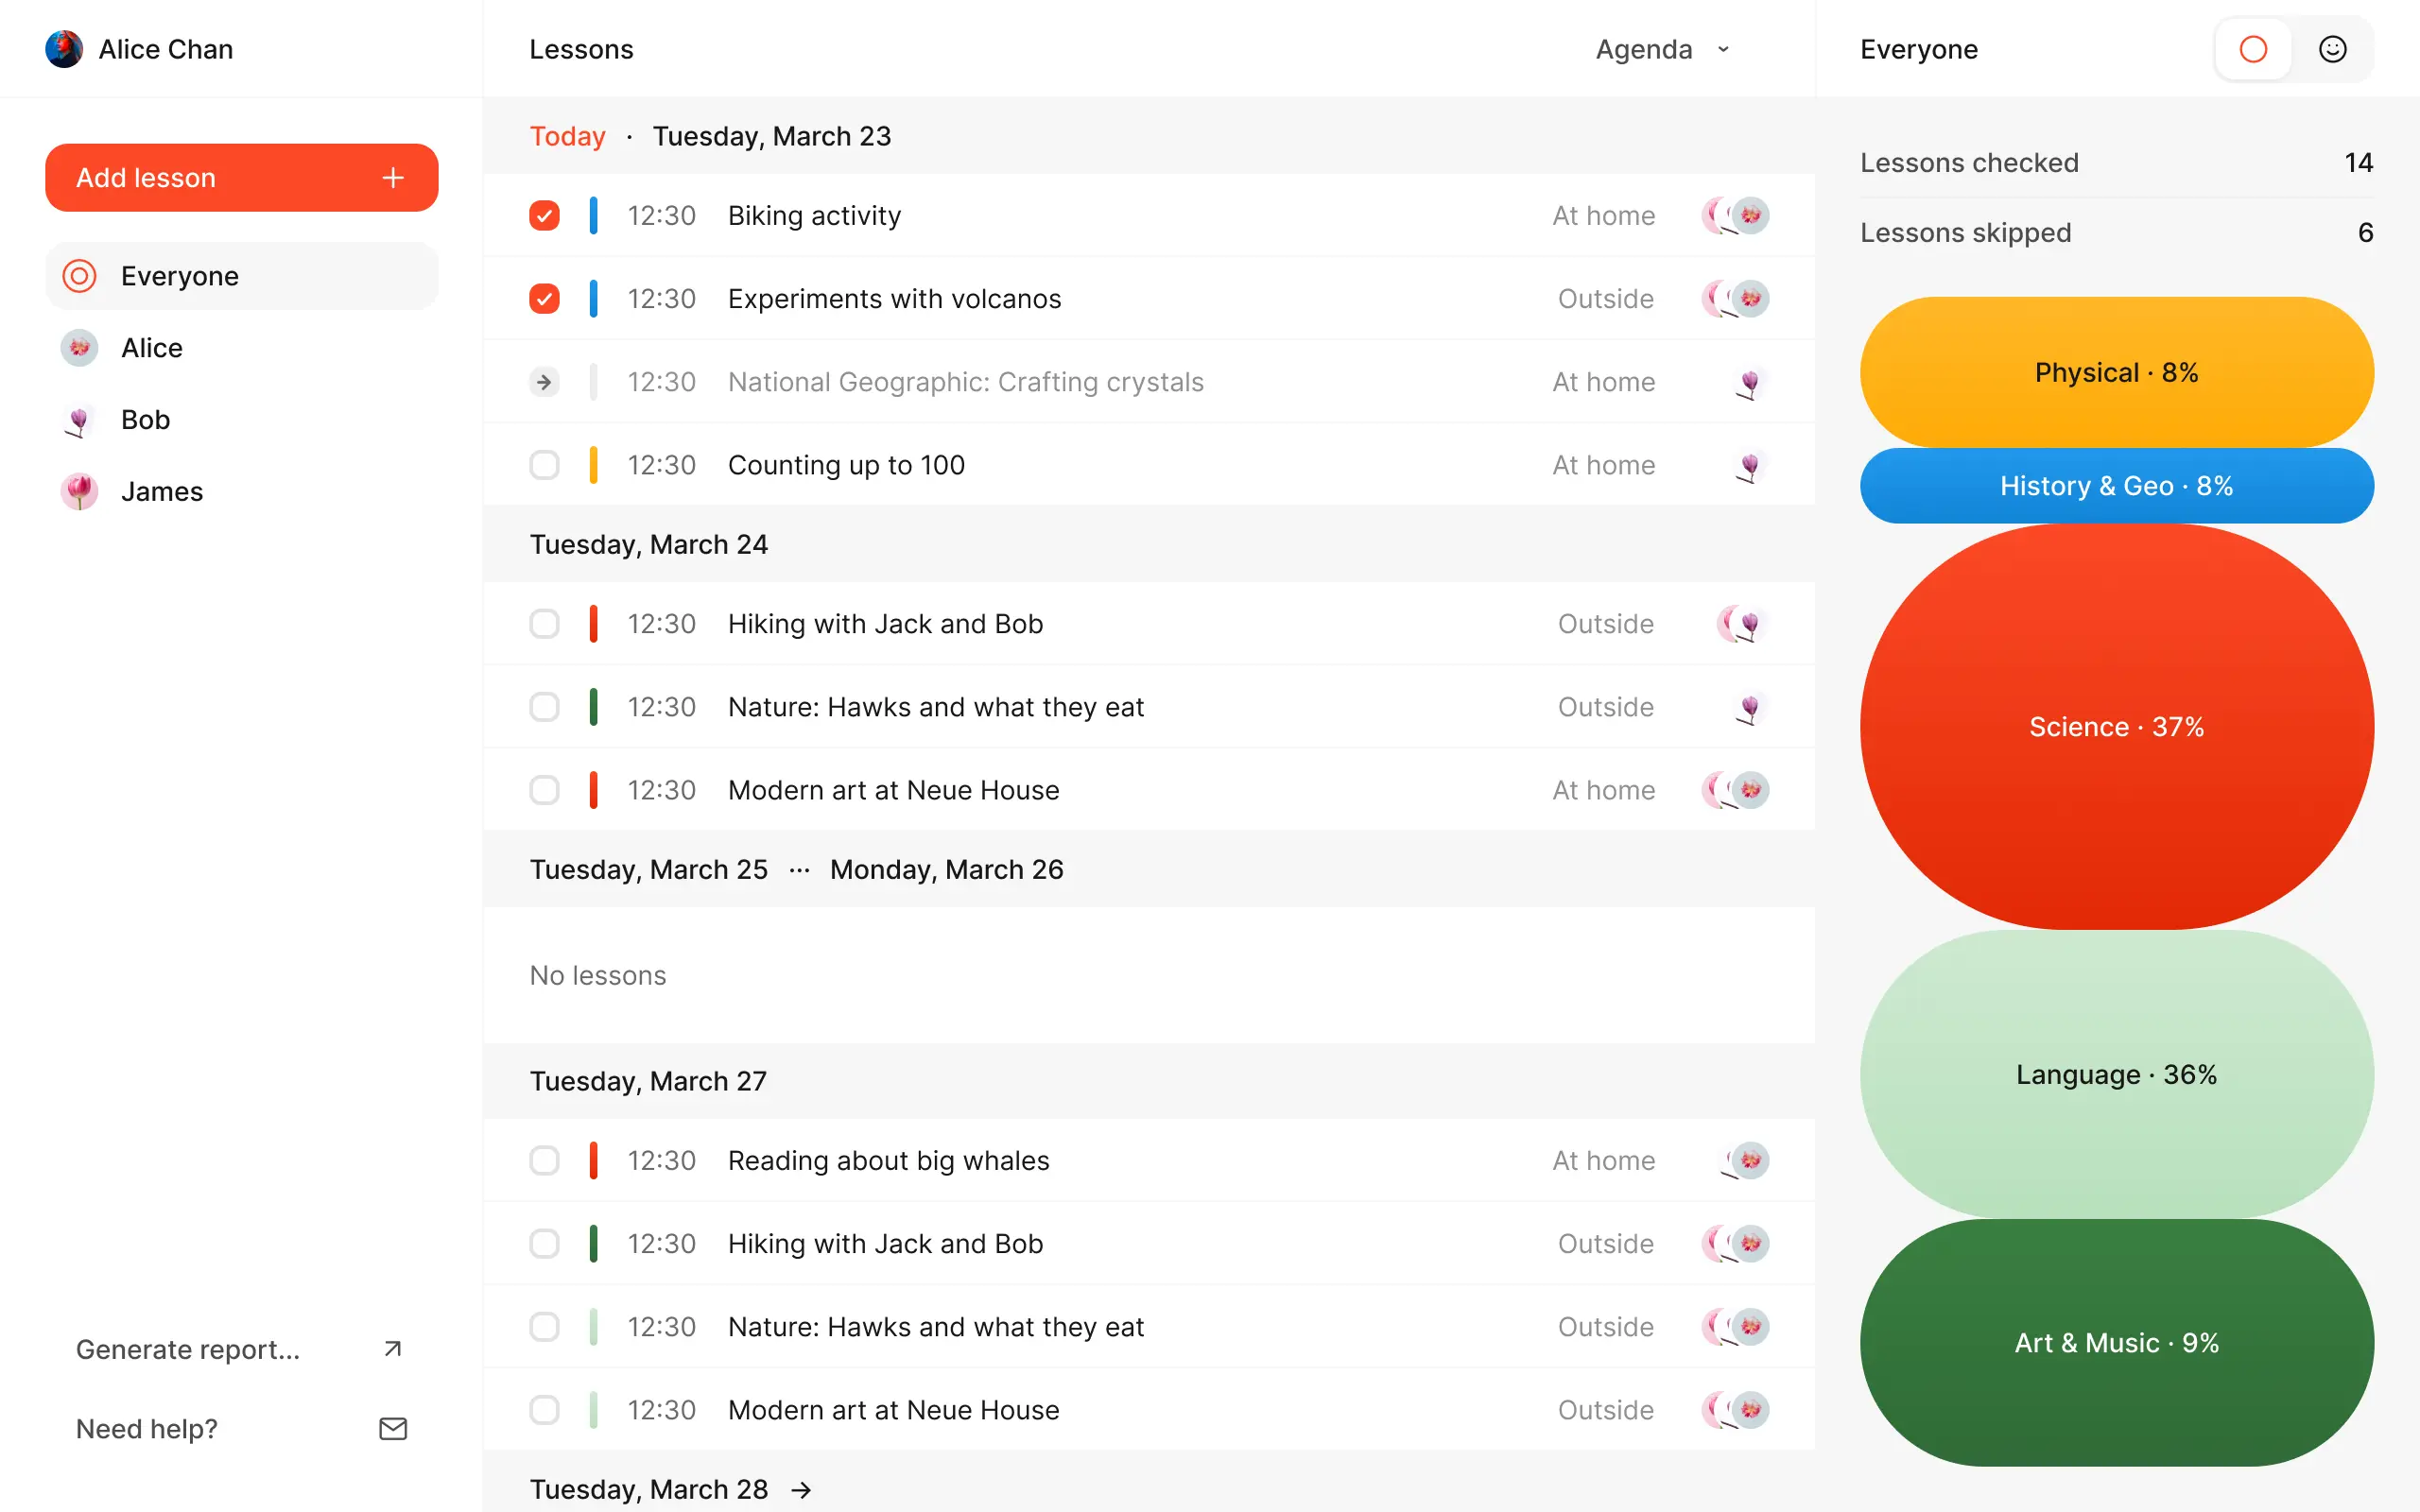 Alice Chan
Add lesson
Everyone
Alice
Bob
James
Generate report...
Need help?
Lessons
Agenda
Today · Tuesday, March 23
12:30 Biking activity At home
12:30 Experiments with volcanos Outside
12:30 National Geographic: Crafting crystals At home
12:30 Counting up to 100 At home
Tuesday, March 24
12:30 Hiking with Jack and Bob Outside
12:30 Nature: Hawks and what they eat Outside
12:30 Modern art at Neue House At home
Tuesday, March 25 ··· Monday, March 26
No lessons
Tuesday, March 27
12:30 Reading about big whales At home
12:30 Hiking with Jack and Bob Outside
12:30 Nature: Hawks and what they eat Outside
12:30 Modern art at Neue House Outside
Tuesday, March 28 →
Everyone
Lessons checked 14
Lessons skipped 6
Physical · 8%
History & Geo · 8%
Science · 37%
Language · 36%
Art & Music · 9%